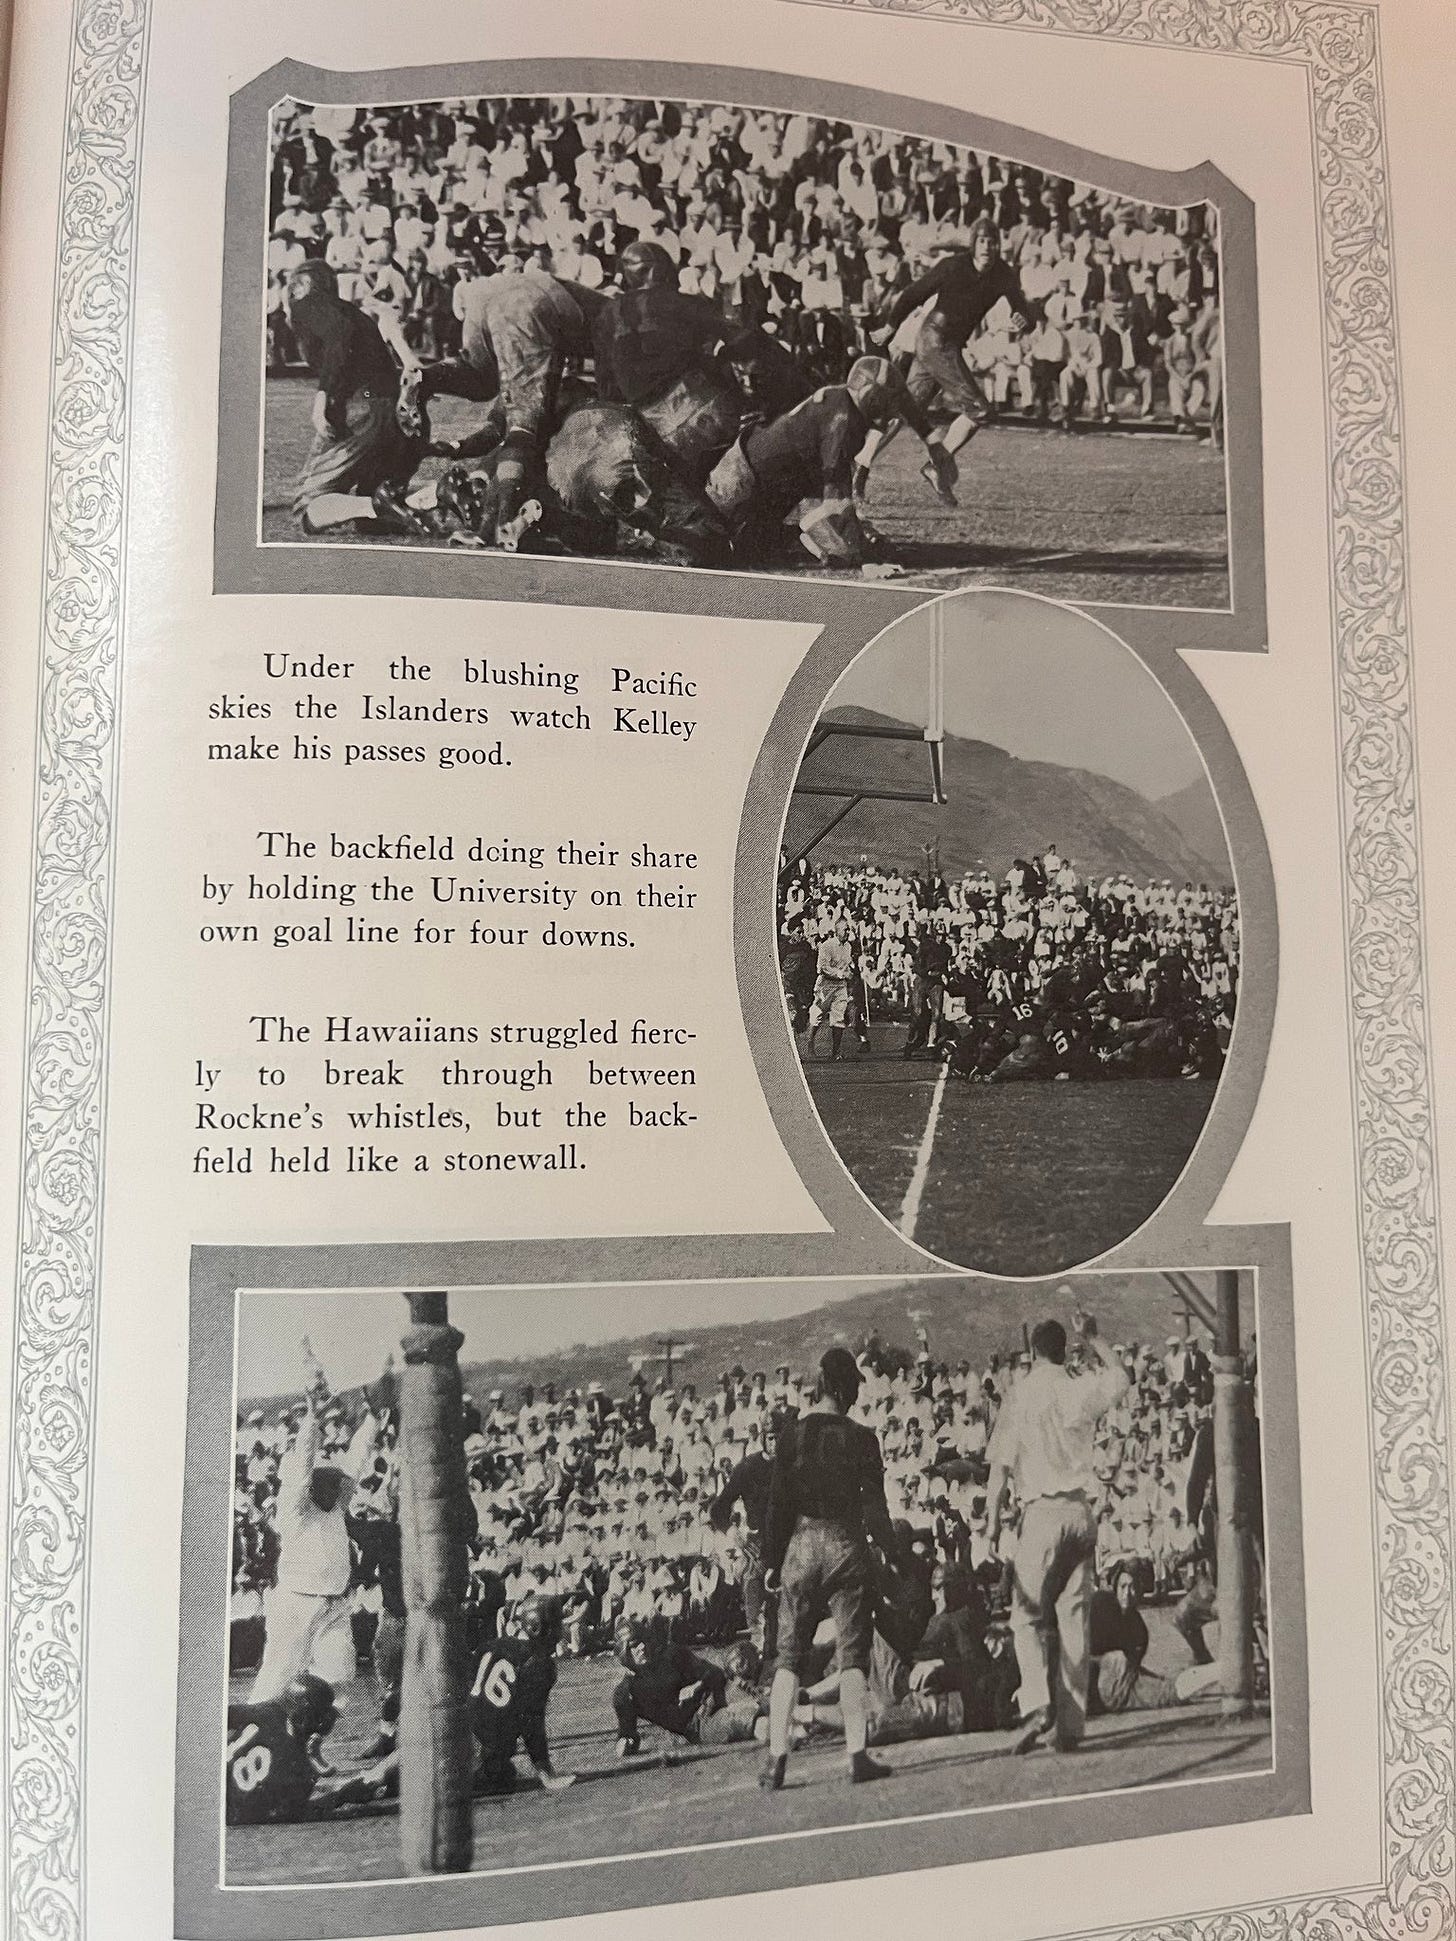 Under the blushing Pacific
skies the Islanders watch Kelley
make his passes good.
The backfield dcing their share
by holding the University on their
own goal line for four downs.
The Hawaiians struggled fierc-
ly to break through between
Rockne's whistles, but the back-
field held like a stonewall.
16
18
16